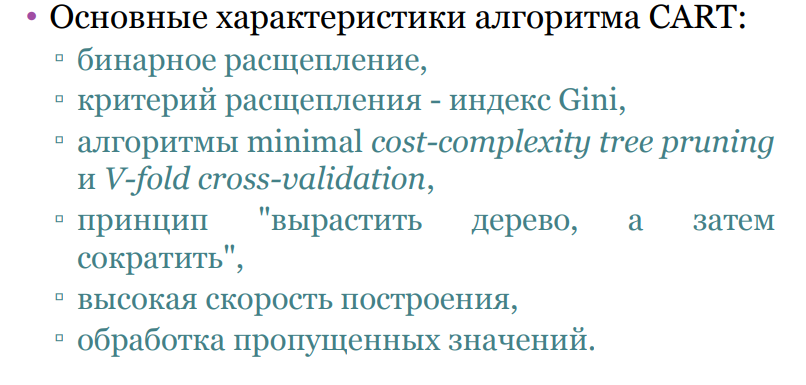 • Основные характеристики алгоритма CART:
▫ бинарное расщепление,
▫ критерий расщепления - индекс Gini,
▫ алгоритмы minimal cost-complexity tree pruning
и V-fold cross-validation,
▫ принцип "вырастить дерево, а затем
сократить",
▫ высокая скорость построения,
▫ обработка пропущенных значений.